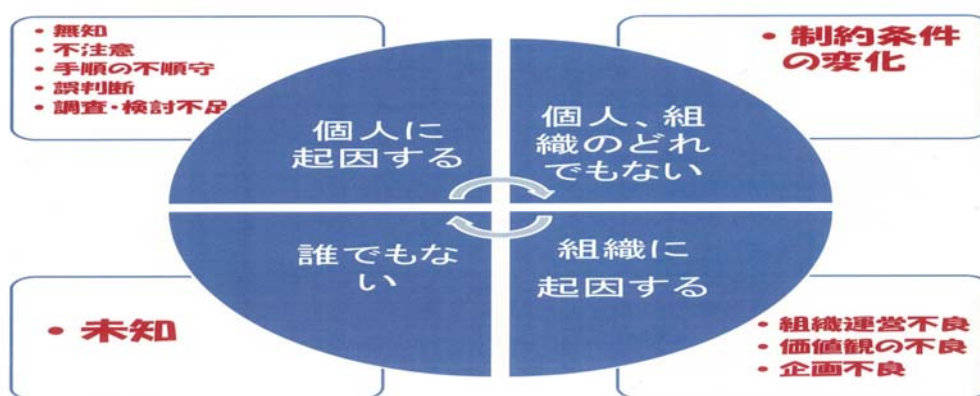 ・無知
・不注意
・手順の不順守
・誤判断
・調査・検討不足
個人に
起因する
・制約条件
の変化
個人、組
織のどれ
でもない
誰でもな
い
・未知
組織に
起因する
・組織運営不良
・価値観の不良
・企画不良